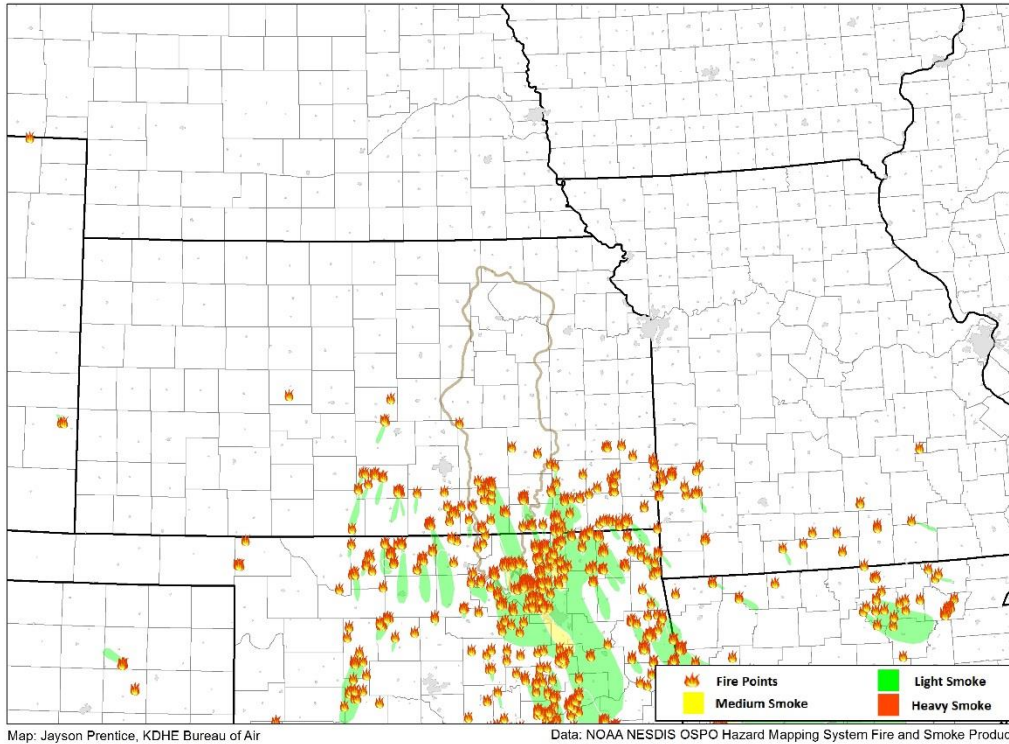 Fire Points
Light Smoke
Medium Smoke
Heavy Smoke
Map: Jayson Prentice, KDHE Bureau of Air
Data: NOAA NESDIS OSPO Hazard Mapping System Fire and Smoke Produc